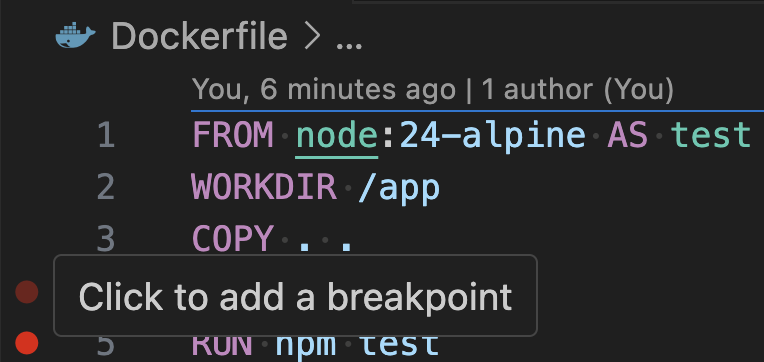 Dockerfile > ...
You, 6 minutes ago | 1 author (You)
1 FROM node:24-alpine AS test
2 WORKDIR /app
3 COPY . .
Click to add a breakpoint
5 RUN npm test